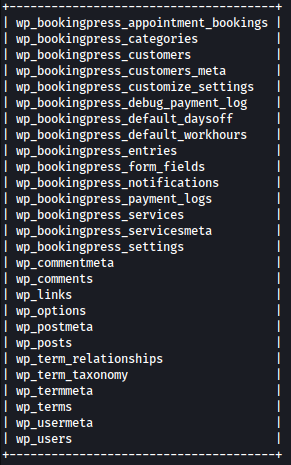 +--------------------------------------+
| wp_bookingpress_appointment_bookings |
| wp_bookingpress_categories |
| wp_bookingpress_customers |
| wp_bookingpress_customers_meta |
| wp_bookingpress_customize_settings |
| wp_bookingpress_debug_payment_log |
| wp_bookingpress_default_daysoff |
| wp_bookingpress_default_workhours |
| wp_bookingpress_entries |
| wp_bookingpress_form_fields |
| wp_bookingpress_notifications |
| wp_bookingpress_payment_logs |
| wp_bookingpress_services |
| wp_bookingpress_servicesmeta |
| wp_bookingpress_settings |
| wp_commentmeta |
| wp_comments |
| wp_links |
| wp_options |
| wp_postmeta |
| wp_posts |
| wp_term_relationships |
| wp_term_taxonomy |
| wp_termmeta |
| wp_terms |
| wp_usermeta |
| wp_users |
+--------------------------------------+